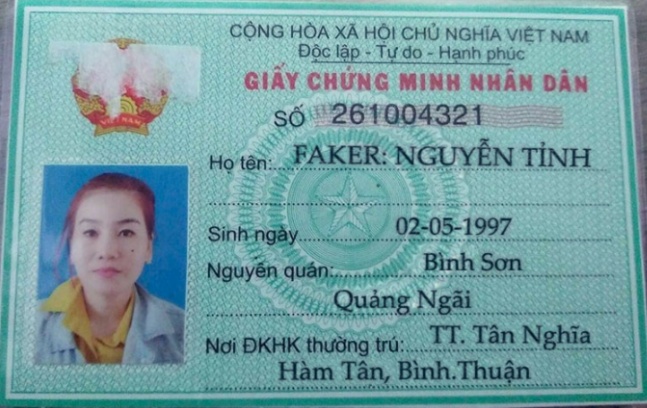 CỘNG HÒA XÃ HỘI CHỦ NGHĨA VIỆT NAM
Độc lập - Tự do - Hạnh phúc
VIỆT NAM
GIẤY CHỨNG MINH NHÂN DÂN
SỐ 261004321
Họ tên: FAKER: NGUYỄN TỈNH
Sinh ngày 02-05-1997
Nguyên quán: Bình Sơn
Quảng Ngãi
Nơi ĐKHK thường trú: TT. Tân Nghĩa
Hàm Tân, Bình.Thuận